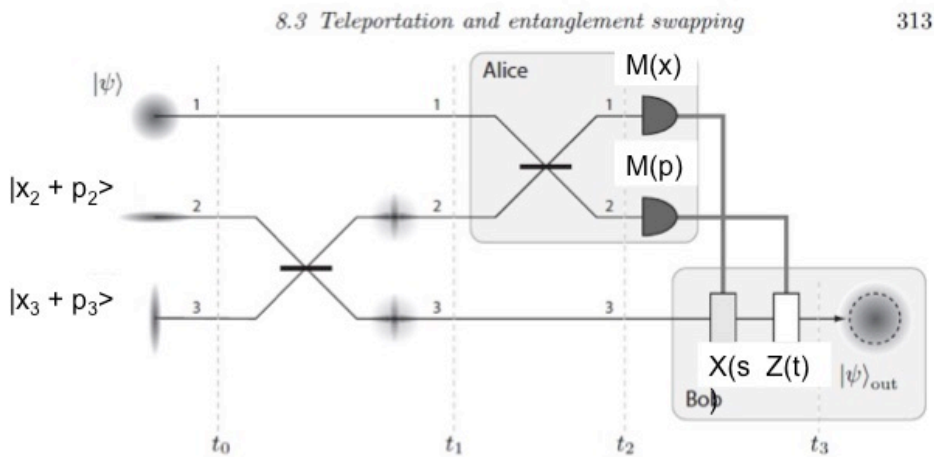 8.3 Teleportation and entanglement swapping 313
Alice
M(x)
|ψ⟩
1 1 1
M(p)
|x₂ + p₂>
2 2 2
|x₃ + p₃>
3 3 3
X(s) Z(t)
|ψ⟩out
Bob
t₀ t₁ t₂ t₃